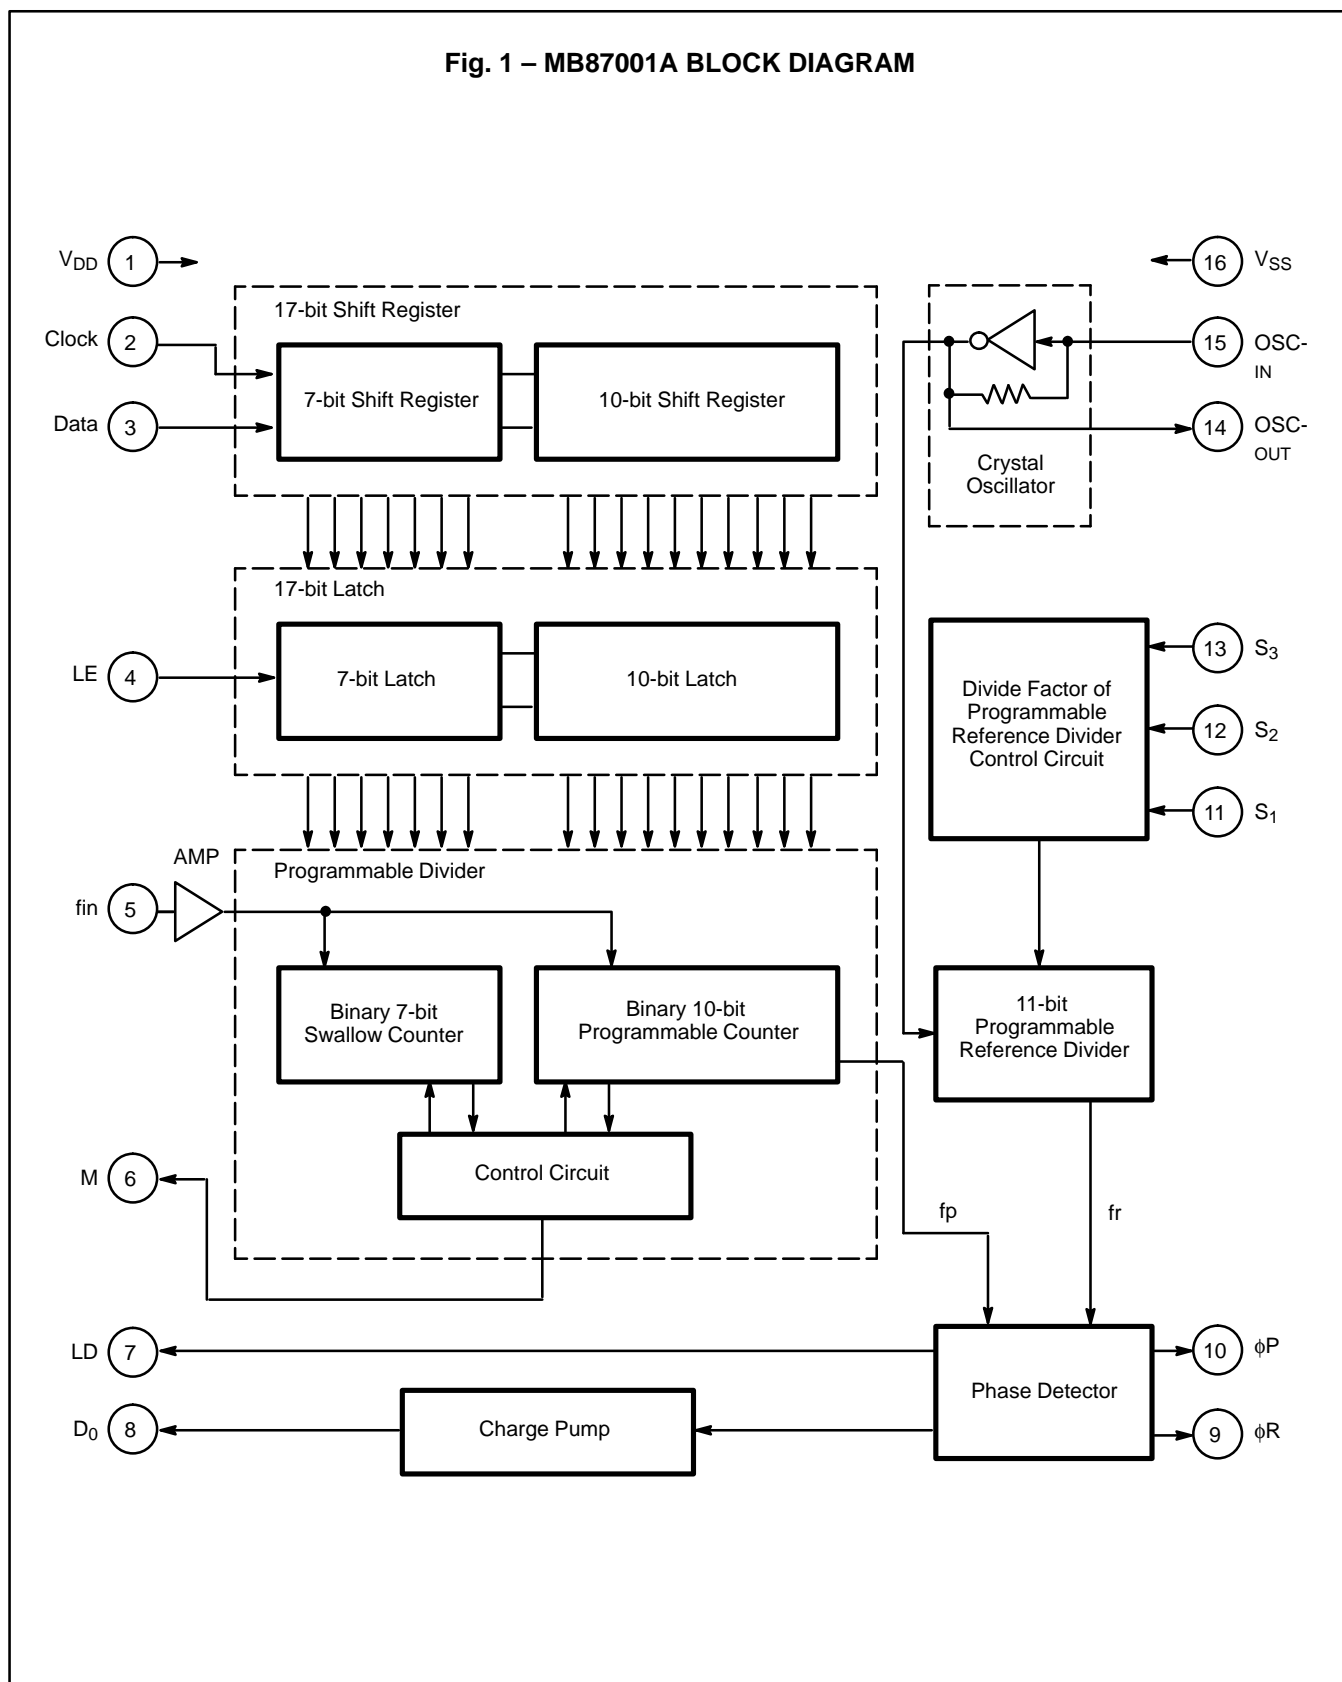 Fig. 1 – MB87001A BLOCK DIAGRAM
VDD
1
16
VSS
17-bit Shift Register
Clock
2
15
OSC-
IN
7-bit Shift Register
10-bit Shift Register
Data
3
14
OSC-
OUT
Crystal
Oscillator
17-bit Latch
LE
4
7-bit Latch
10-bit Latch
Divide Factor of
Programmable
Reference Divider
Control Circuit
13
S3
12
S2
11
S1
AMP
Programmable Divider
fin
5
Binary 7-bit
Swallow Counter
Binary 10-bit
Programmable Counter
11-bit
Programmable
Reference Divider
M
6
Control Circuit
fp
fr
LD
7
Phase Detector
10
ϕP
D0
8
Charge Pump
9
ϕR